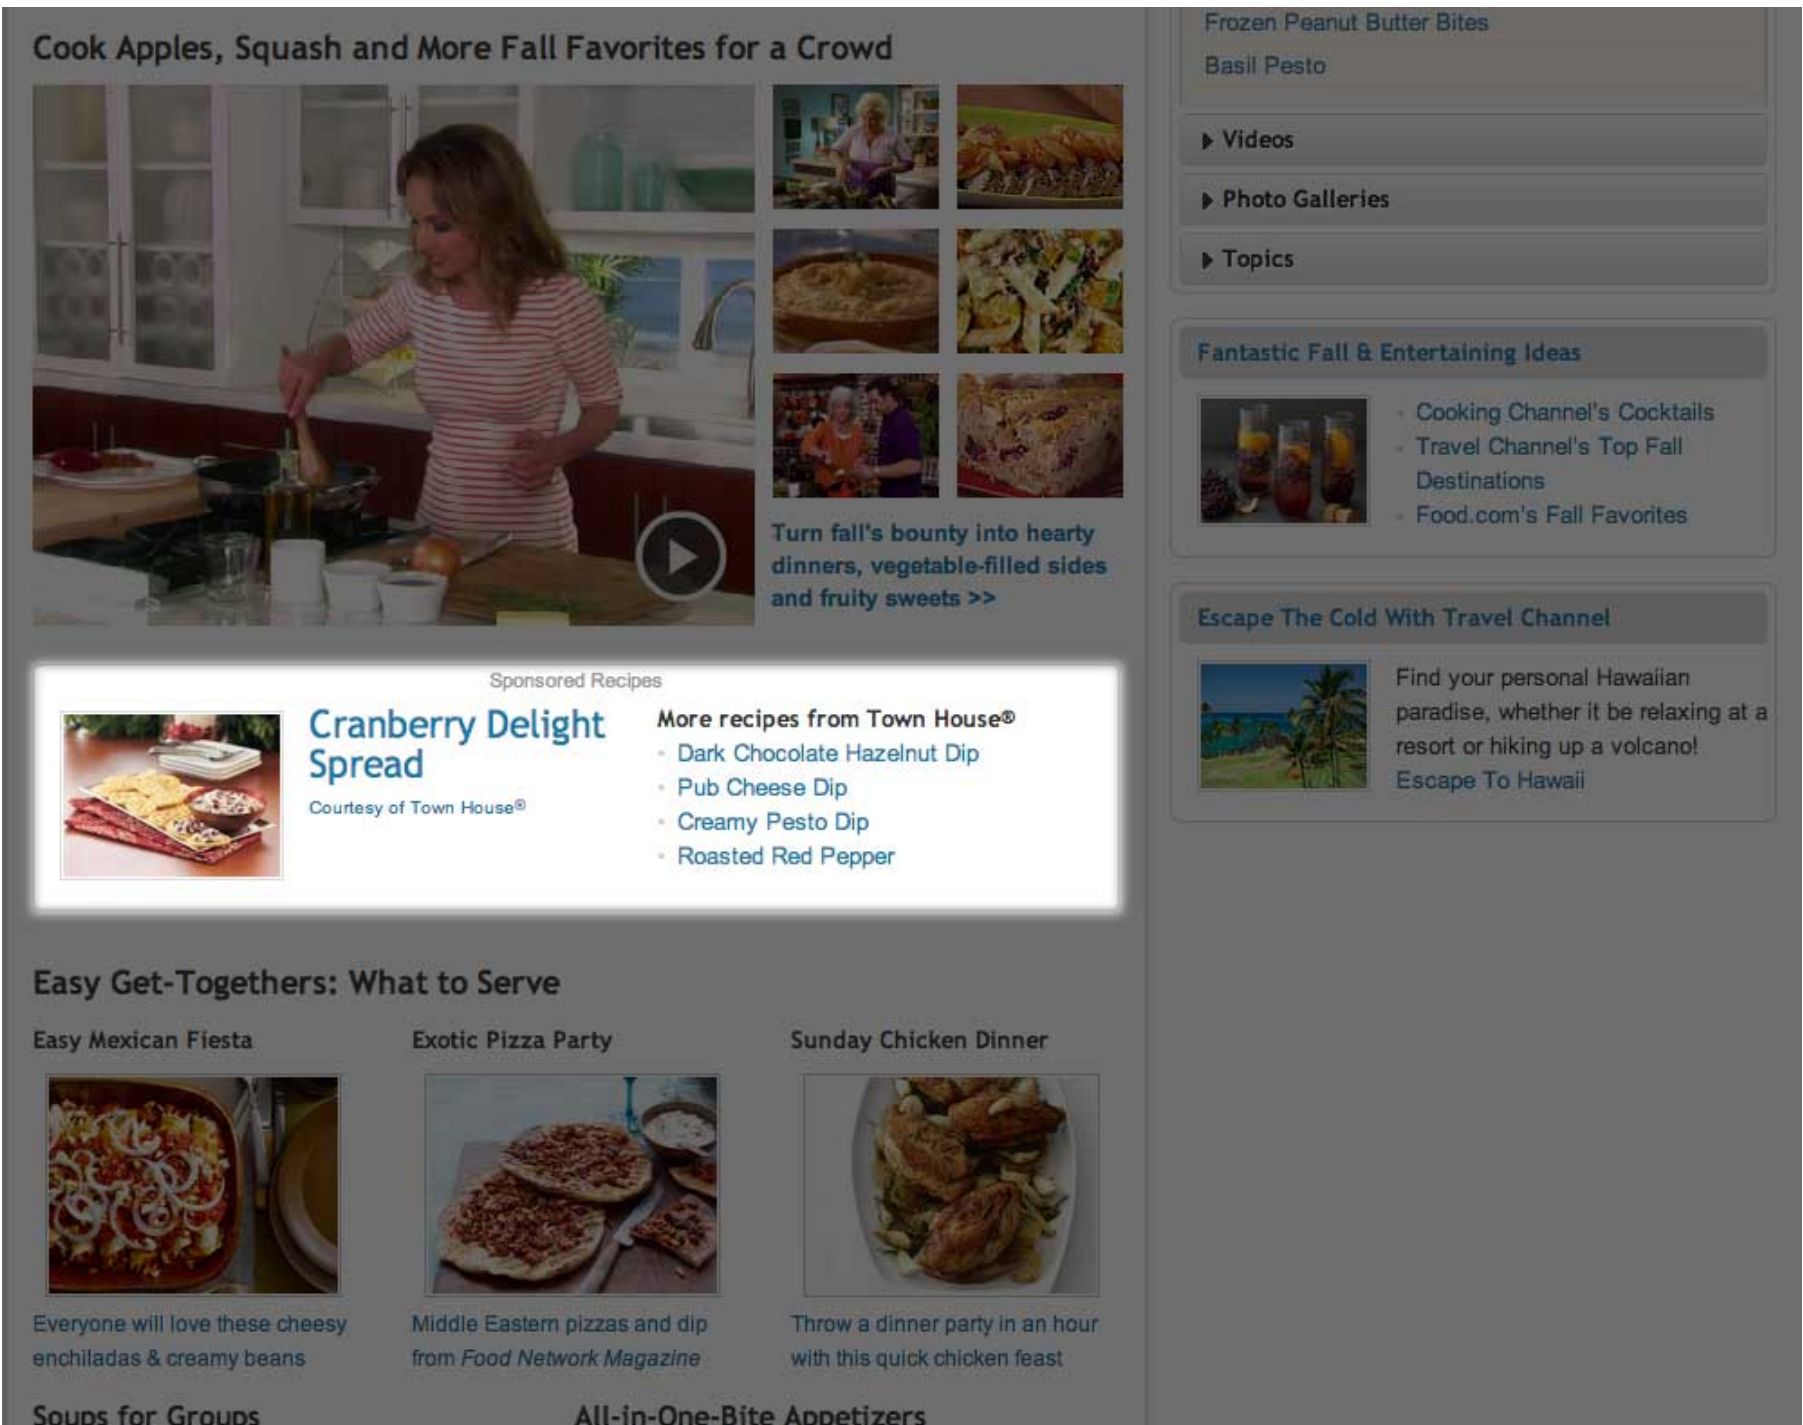 Cook Apples, Squash and More Fall Favorites for a Crowd
Turn fall's bounty into hearty
dinners, vegetable-filled sides
and fruity sweets >>
Sponsored Recipes
Cranberry Delight
Spread
Courtesy of Town House®
More recipes from Town House®
Dark Chocolate Hazelnut Dip
Pub Cheese Dip
Creamy Pesto Dip
Roasted Red Pepper
Easy Get-Togethers: What to Serve
Easy Mexican Fiesta
Everyone will love these cheesy
enchiladas & creamy beans
Exotic Pizza Party
Middle Eastern pizzas and dip
from Food Network Magazine
Sunday Chicken Dinner
Throw a dinner party in an hour
with this quick chicken feast
Soups for Groups
All-in-One-Bite Appetizers
Frozen Peanut Butter Bites
Basil Pesto
Videos
Photo Galleries
Topics
Fantastic Fall & Entertaining Ideas
Cooking Channel's Cocktails
Travel Channel's Top Fall
Destinations
Food.com's Fall Favorites
Escape The Cold With Travel Channel
Find your personal Hawaiian
paradise, whether it be relaxing at a
resort or hiking up a volcano!
Escape To Hawaii